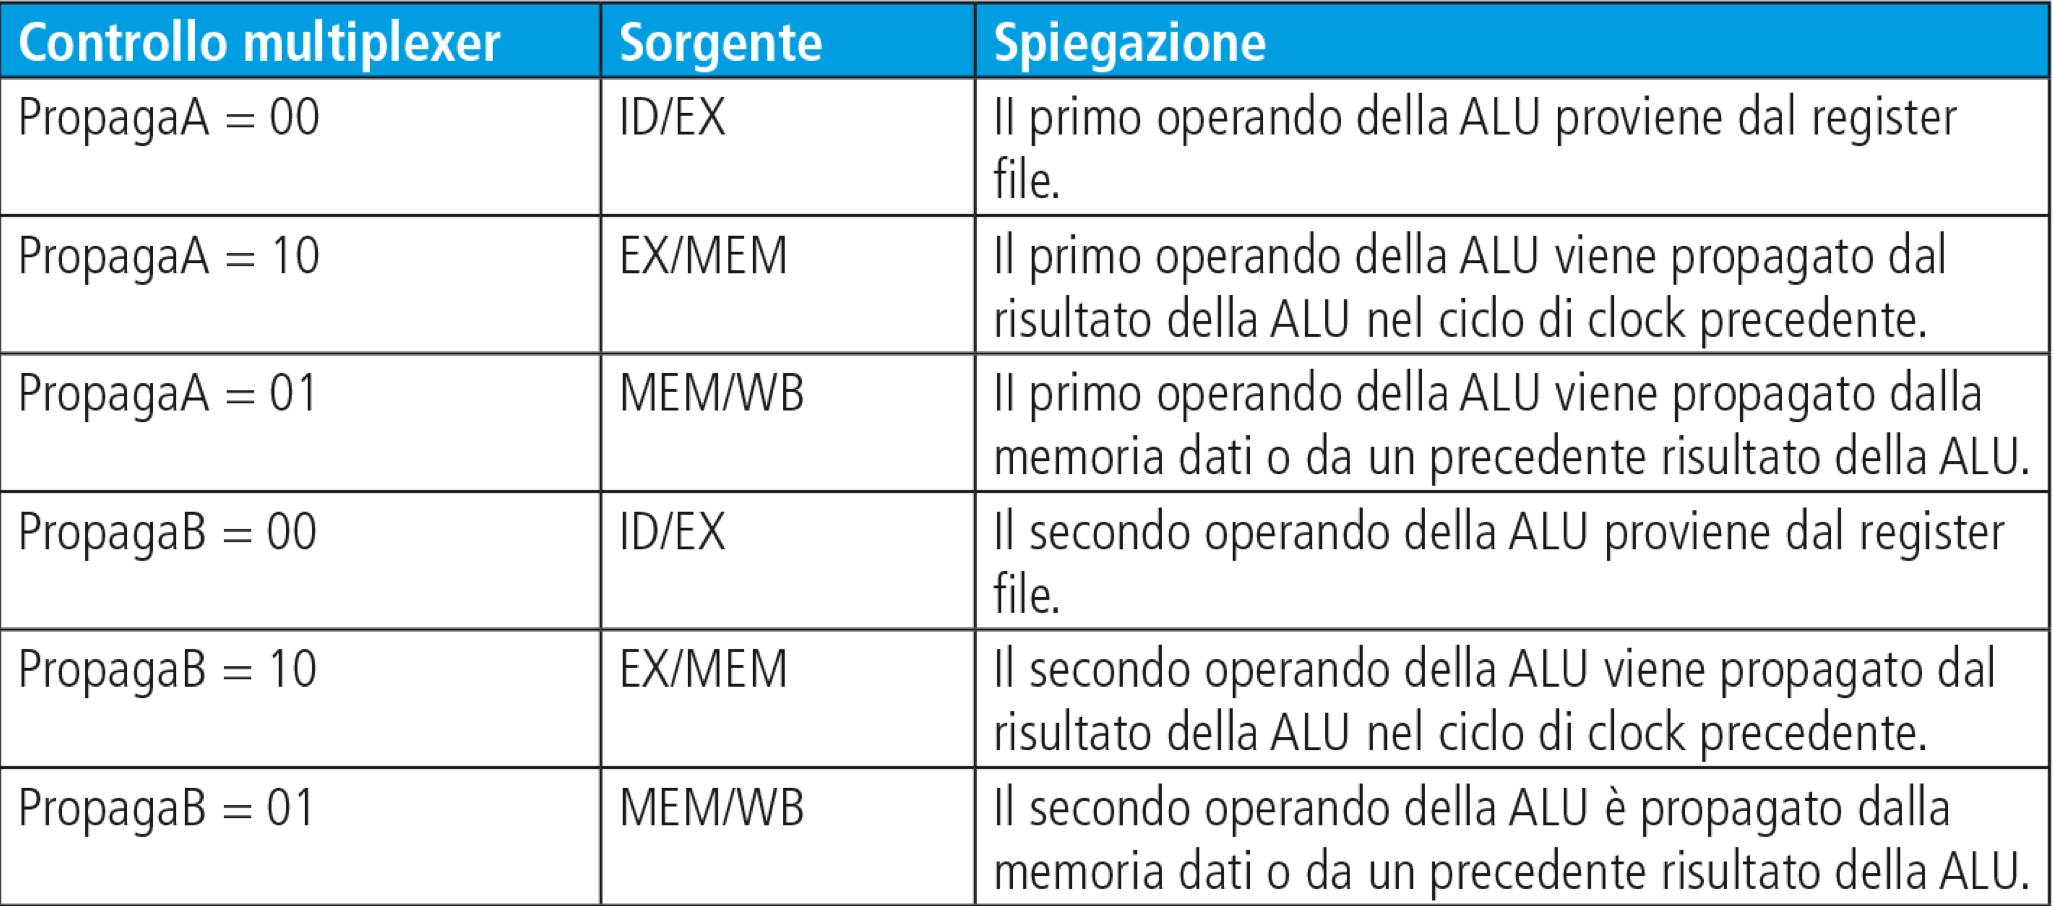 Controllo multiplexer Sorgente Spiegazione
PropagaA = 00 ID/EX Il primo operando della ALU proviene dal register
file.
PropagaA = 10 EX/MEM Il primo operando della ALU viene propagato dal
risultato della ALU nel ciclo di clock precedente.
PropagaA = 01 MEM/WB Il primo operando della ALU viene propagato dalla
memoria dati o da un precedente risultato della ALU.
PropagaB = 00 ID/EX Il secondo operando della ALU proviene dal register
file.
PropagaB = 10 EX/MEM Il secondo operando della ALU viene propagato dal
risultato della ALU nel ciclo di clock precedente.
PropagaB = 01 MEM/WB Il secondo operando della ALU è propagato dalla
memoria dati o da un precedente risultato della ALU.